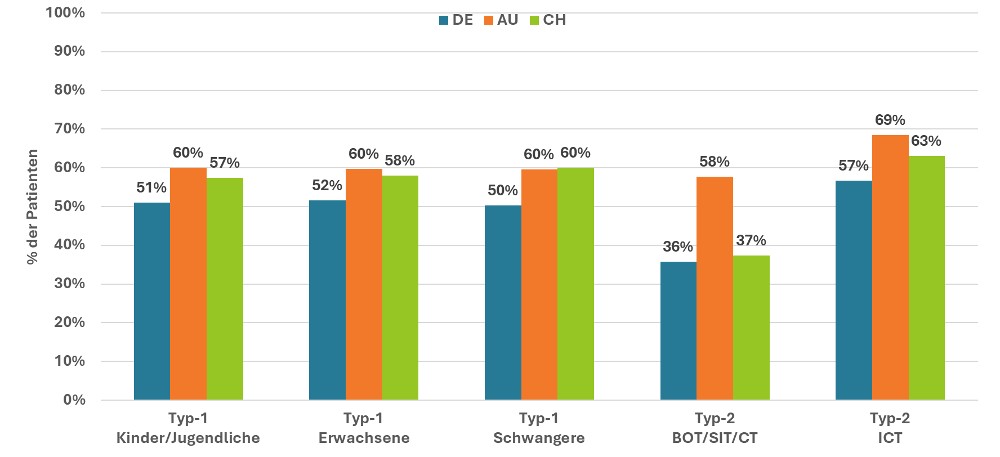 DE AU CH
100%
90%
80%
70%
60%
50%
40%
30%
20%
10%
0%
% der Patienten
51% 60% 57%
52% 60% 58%
50% 60% 60%
36% 58% 37%
57% 69% 63%
Typ-1
Kinder/Jugendliche
Typ-1
Erwachsene
Typ-1
Schwangere
Typ-2
BOT/SIT/CT
Typ-2
ICT